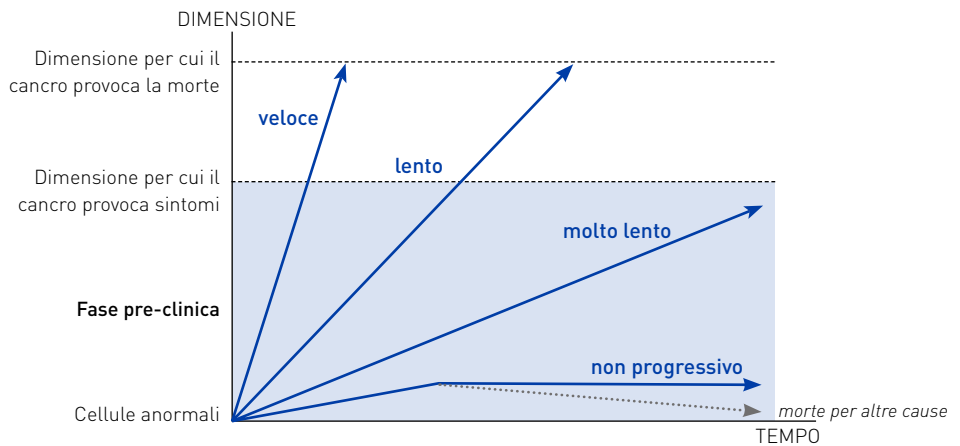 DIMENSIONE
Dimensione per cui il
cancro provoca la morte
veloce
lento
Dimensione per cui il
cancro provoca sintomi
molto lento
Fase pre-clinica
non progressivo
Cellule anormali
morte per altre cause
TEMPO